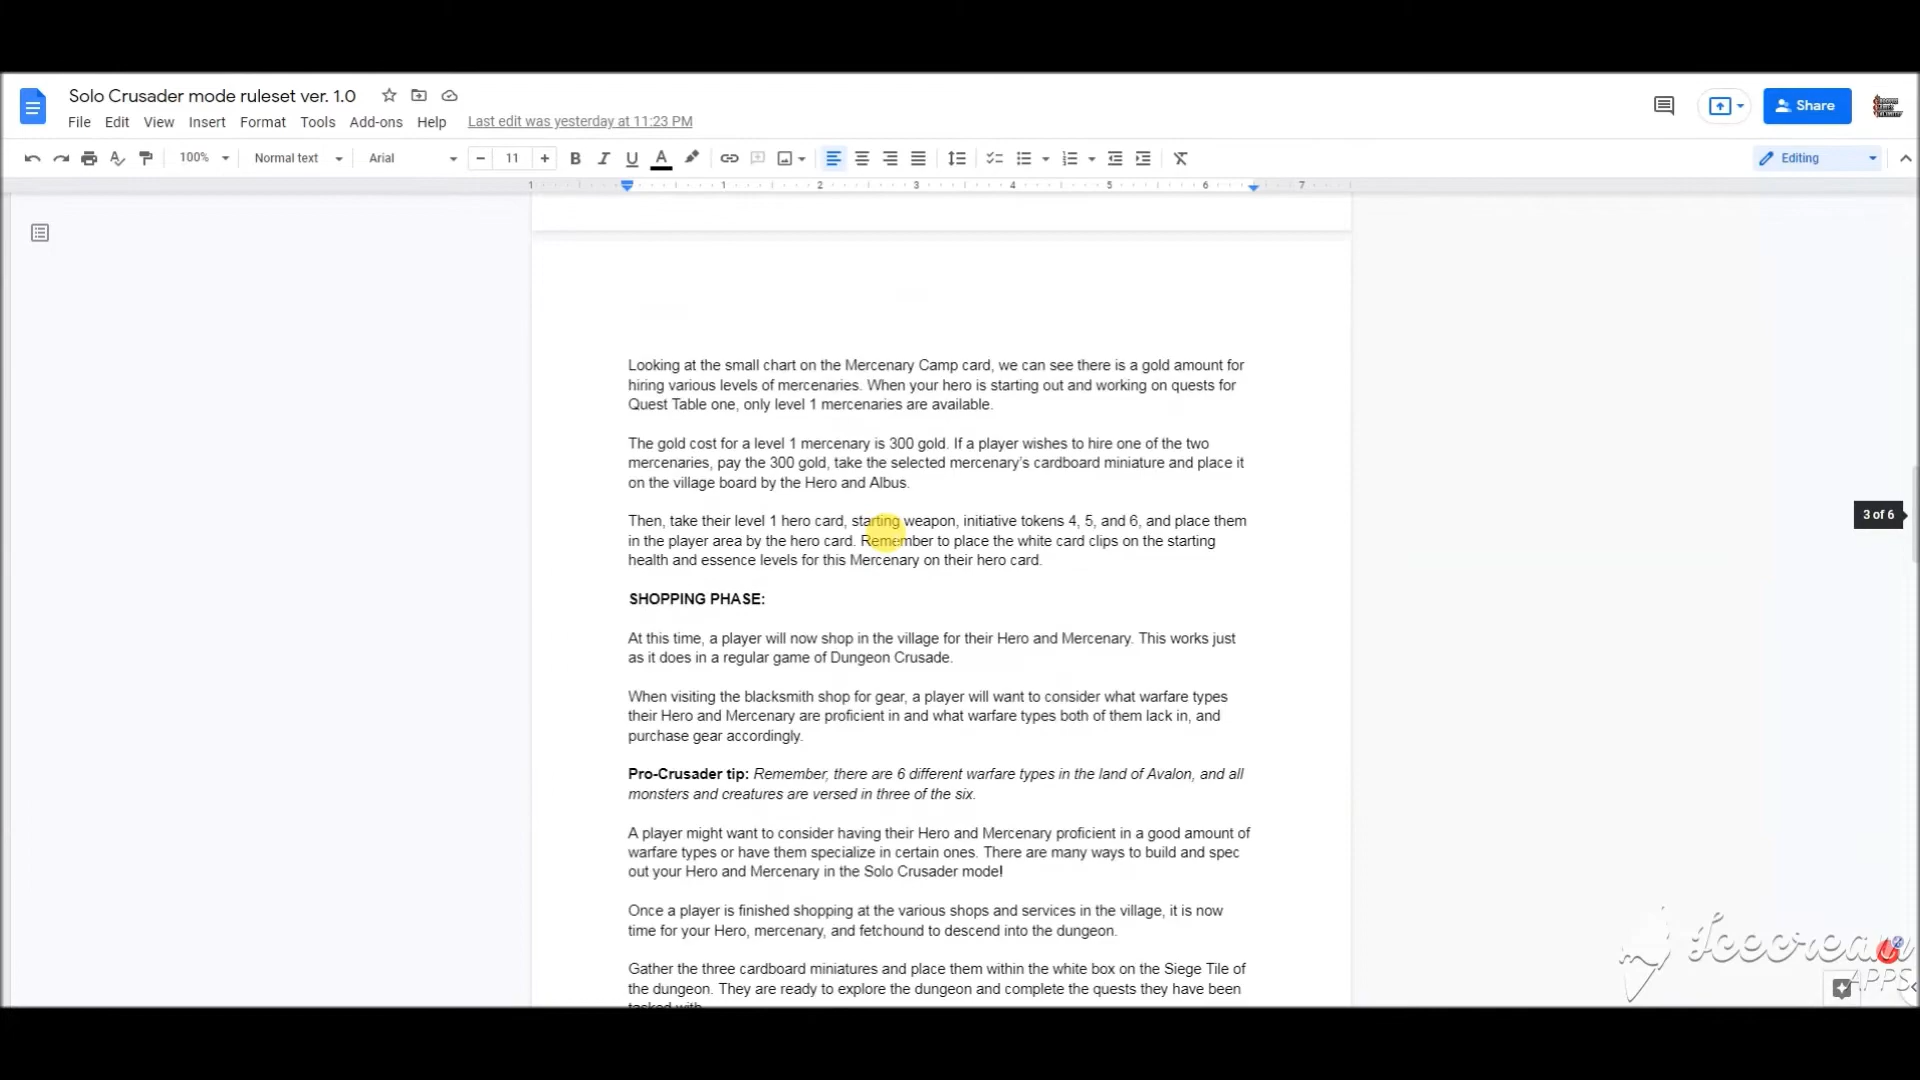 Solo Crusader mode ruleset ver. 1.0
File Edit View Insert Format Tools Add-ons Help Last edit was yesterday at 11:23 PM
Share
100% Normal text Arial 11 Editing
1 1 2 3 4 5 6 7
Looking at the small chart on the Mercenary Camp card, we can see there is a gold amount for
hiring various levels of mercenaries. When your hero is starting out and working on quests for
Quest Table one, only level 1 mercenaries are available.
The gold cost for a level 1 mercenary is 300 gold. If a player wishes to hire one of the two
mercenaries, pay the 300 gold, take the selected mercenary's cardboard miniature and place it
on the village board by the Hero and Albus.
3 of 6
Then, take their level 1 hero card, starting weapon, initiative tokens 4, 5, and 6, and place them
in the player area by the hero card. Remember to place the white card clips on the starting
health and essence levels for this Mercenary on their hero card.
SHOPPING PHASE:
At this time, a player will now shop in the village for their Hero and Mercenary. This works just
as it does in a regular game of Dungeon Crusade.
When visiting the blacksmith shop for gear, a player will want to consider what warfare types
their Hero and Mercenary are proficient in and what warfare types both of them lack in, and
purchase gear accordingly.
Pro-Crusader tip: Remember, there are 6 different warfare types in the land of Avalon, and all
monsters and creatures are versed in three of the six.
A player might want to consider having their Hero and Mercenary proficient in a good amount of
warfare types or have them specialize in certain ones. There are many ways to build and spec
out your Hero and Mercenary in the Solo Crusader mode!
Once a player is finished shopping at the various shops and services in the village, it is now
time for your Hero, mercenary, and fetchound to descend into the dungeon.
Gather the three cardboard miniatures and place them within the white box on the Siege Tile of
the dungeon. They are ready to explore the dungeon and complete the quests they have been
tasked with.
Icecream
APPS